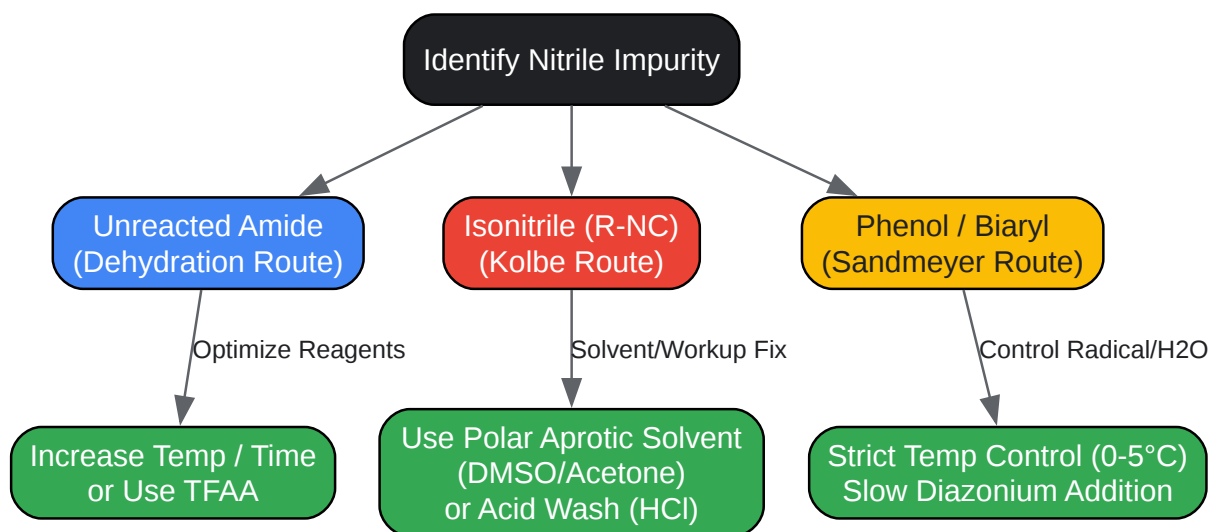 Identify Nitrile Impurity
Unreacted Amide
(Dehydration Route)
Isonitrile (R-NC)
(Kolbe Route)
Phenol / Biaryl
(Sandmeyer Route)
Optimize Reagents
Solvent/Workup Fix
Control Radical/H2O
Increase Temp / Time
or Use TFAA
Use Polar Aprotic Solvent
(DMSO/Acetone)
or Acid Wash (HCl)
Strict Temp Control (0-5°C)
Slow Diazonium Addition